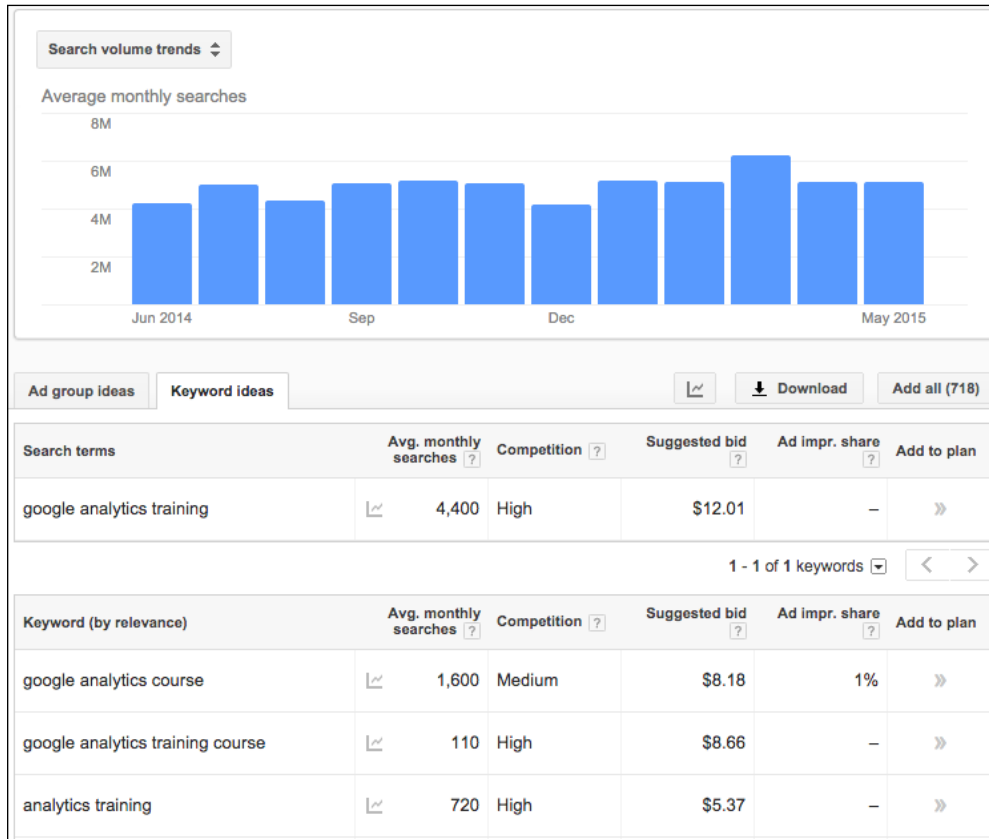 Search volume trends
Average monthly searches
8M
6M
4M
2M
Jun 2014 Sep Dec May 2015
Ad group ideas Keyword ideas Download Add all (718)
Search terms Avg. monthly searches ? Competition ? Suggested bid ? Ad impr. share ? Add to plan
google analytics training 4,400 High $12.01 – »
1 - 1 of 1 keywords < >
Keyword (by relevance) Avg. monthly searches ? Competition ? Suggested bid ? Ad impr. share ? Add to plan
google analytics course 1,600 Medium $8.18 1% »
google analytics training course 110 High $8.66 – »
analytics training 720 High $5.37 – »